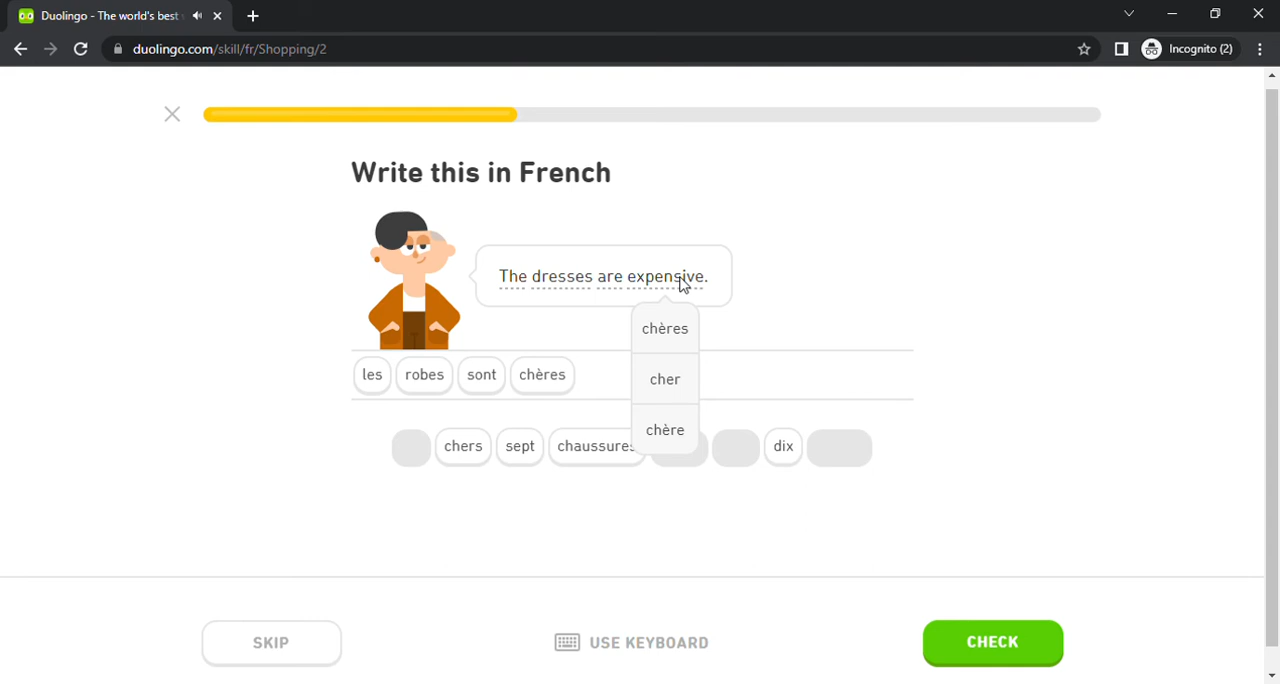 Duolingo - The world's best
duolingo.com/skill/fr/Shopping/2
Incognito (2)
Write this in French
The dresses are expensive.
chères
cher
chère
les robes sont chères
chers sept chaussures dix
SKIP
USE KEYBOARD
CHECK